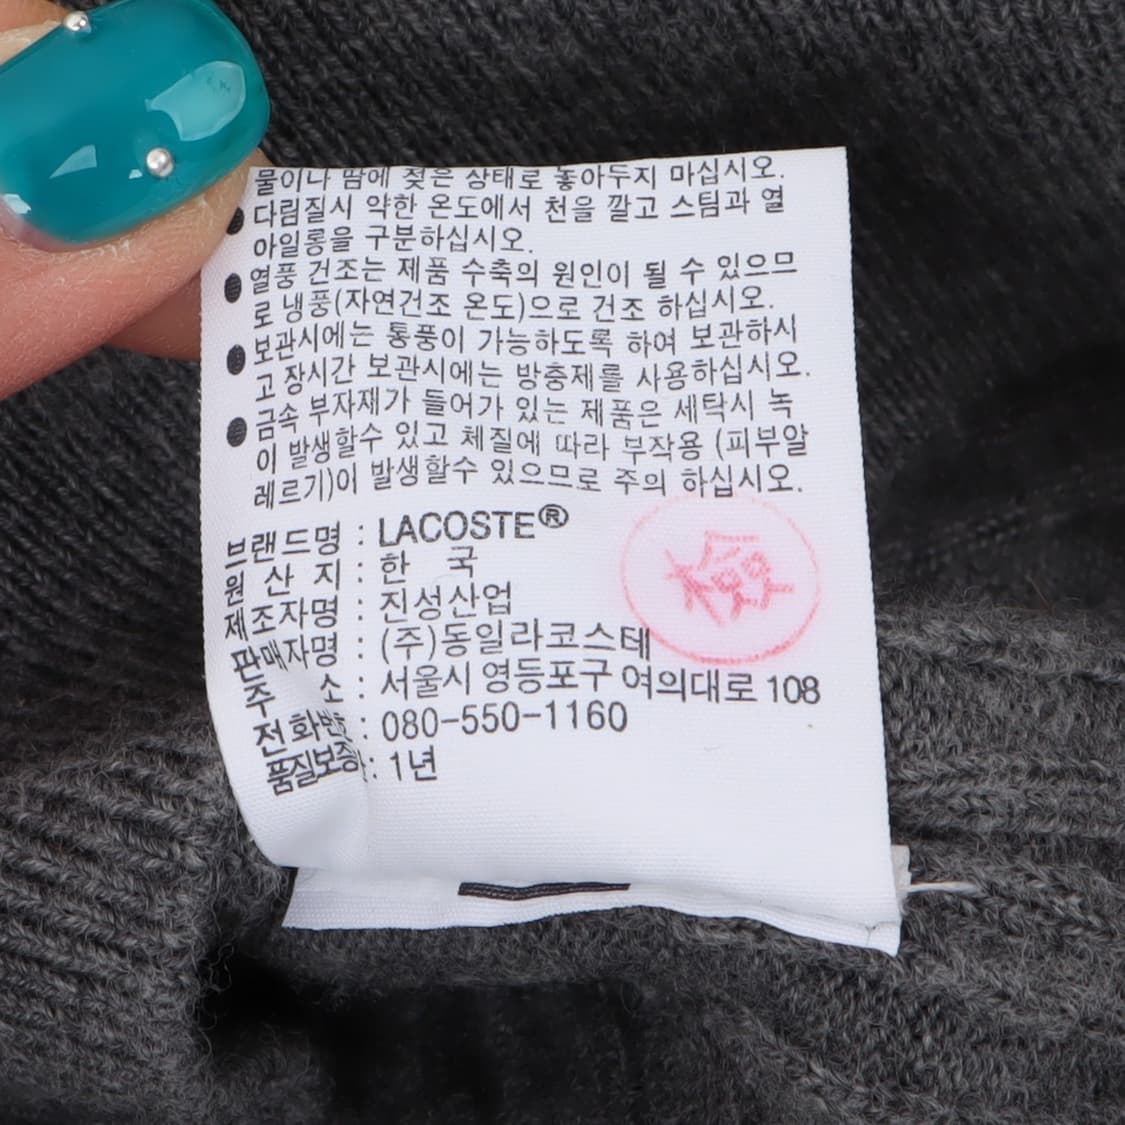 물이나 땀에 젖은 상태로 놓아두지 마십시오.
● 다림질시 약한 온도에서 천을 깔고 스팀과 열
아일롱을 구분하십시오.
● 열풍 건조는 제품 수축의 원인이 될 수 있으므
로 냉풍(자연건조 온도)으로 건조 하십시오.
● 보관시에는 통풍이 가능하도록 하여 보관하시
고 장시간 보관시에는 방충제를 사용하십시오.
● 금속 부자재가 들어가 있는 제품은 세탁시 녹
이 발생할수 있고 체질에 따라 부작용 (피부알
레르기)이 발생할수 있으므로 주의 하십시오.
브랜드명 : LACOSTE®
원 산 지 : 한 국
제조자명 : 진성산업
판매자명 : (주)동일라코스테
주 소 : 서울시 영등포구 여의대로 108
전화번호 : 080-550-1160
품질보증 : 1년
検